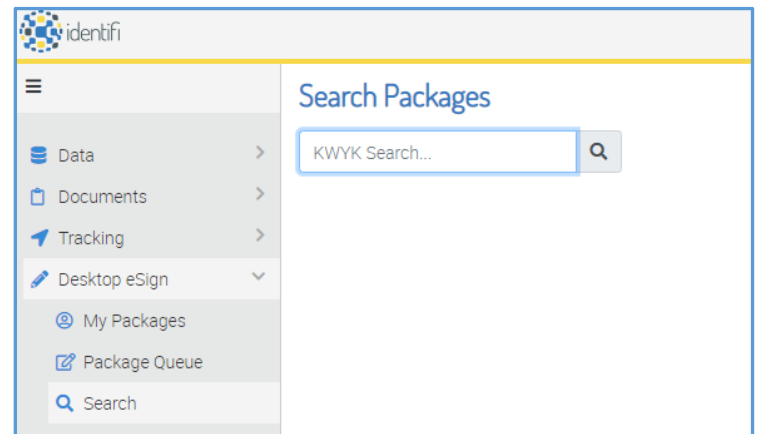 identifi
Search Packages
KWYK Search...
Data
Documents
Tracking
Desktop eSign
My Packages
Package Queue
Search